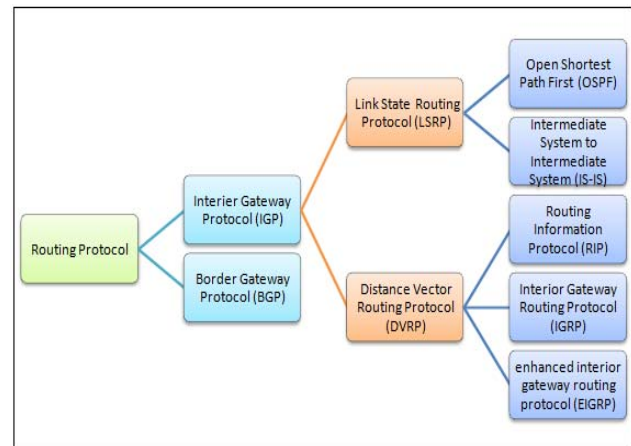 Routing Protocol
Interier Gateway
Protocol (IGP)
Border Gateway
Protocol (BGP)
Link State Routing
Protocol (LSRP)
Distance Vector
Routing Protocol
(DVRP)
Open Shortest
Path First (OSPF)
Intermediate
System to
Intermediate
System (IS-IS)
Routing
Information
Protocol (RIP)
Interior Gateway
Routing Protocol
(IGRP)
enhanced interior
gateway routing
protocol (EIGRP)